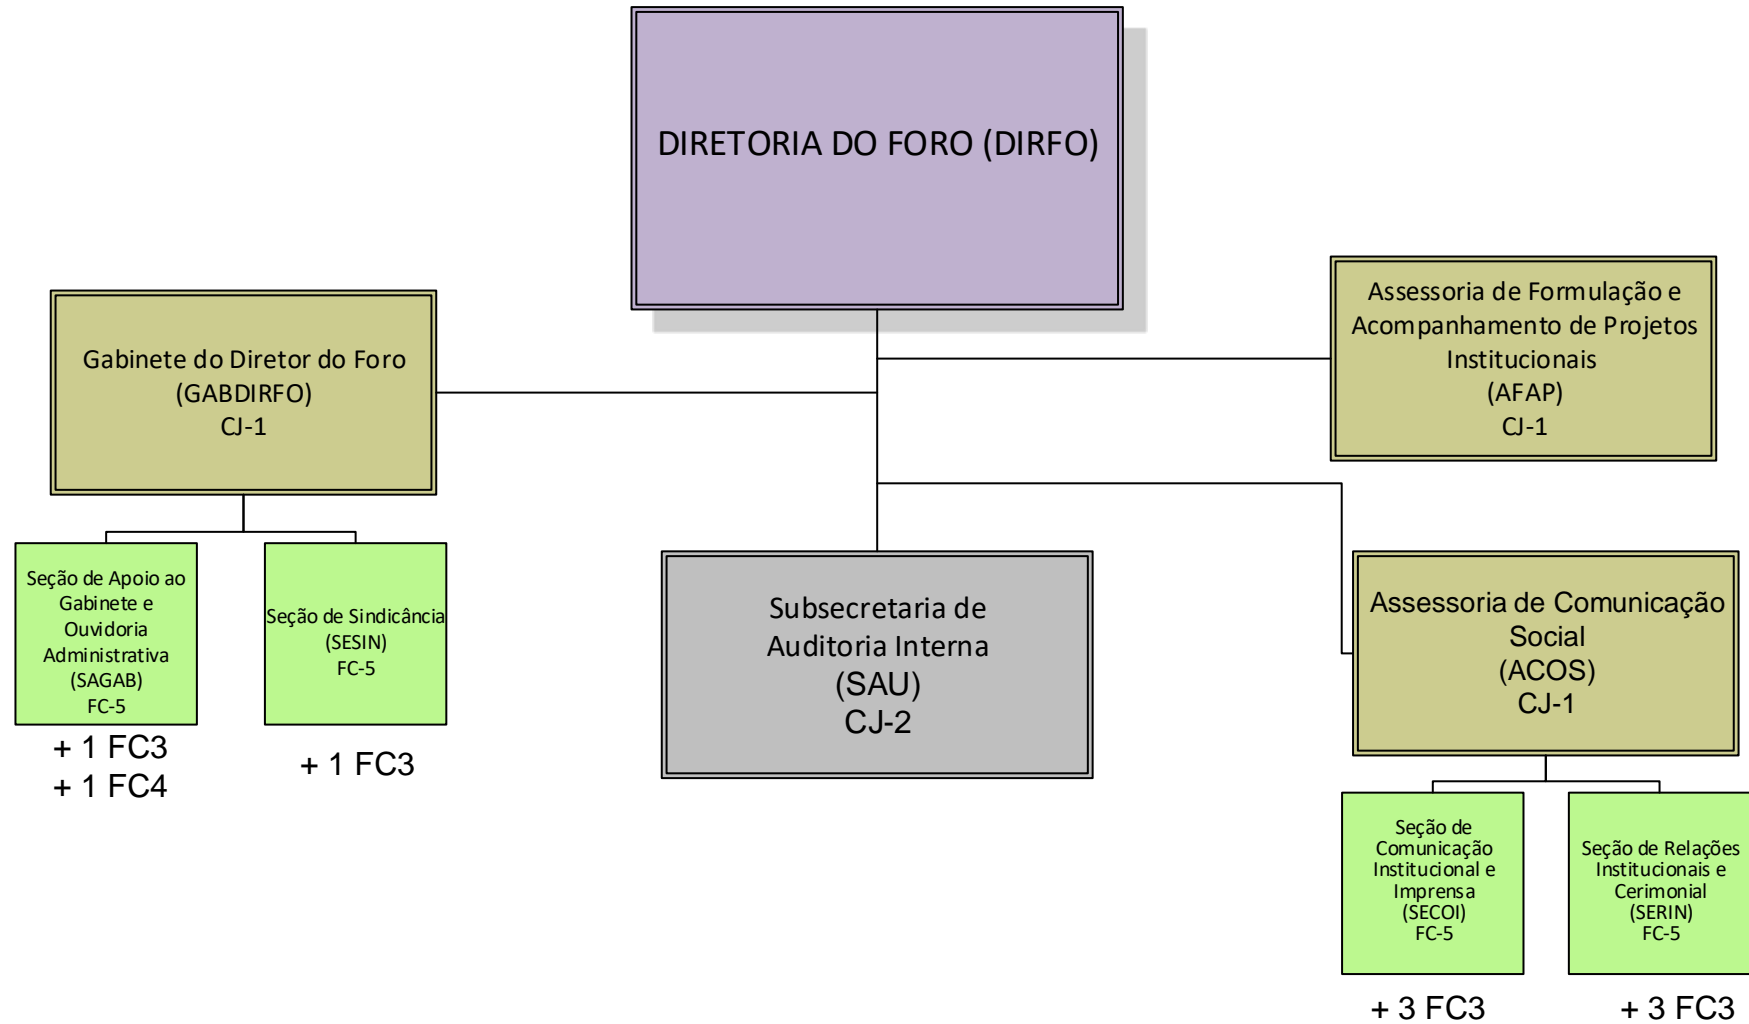 DIRETORIA DO FORO (DIRFO)
Assessoria de Formulação e
Acompanhamento de Projetos
Institucionais
(AFAP)
CJ-1
Gabinete do Diretor do Foro
(GABDIRFO)
CJ-1
Seção de Apoio ao
Gabinete e
Ouvidoria
Administrativa
(SAGAB)
FC-5
+ 1 FC3
+ 1 FC4
Seção de Sindicância
(SESIN)
FC-5
+ 1 FC3
Subsecretaria de
Auditoria Interna
(SAU)
CJ-2
Assessoria de Comunicação
Social
(ACOS)
CJ-1
Seção de
Comunicação
Institucional e
Imprensa
(SECOI)
FC-5
+ 3 FC3
Seção de Relações
Institucionais e
Cerimonial
(SERIN)
FC-5
+ 3 FC3